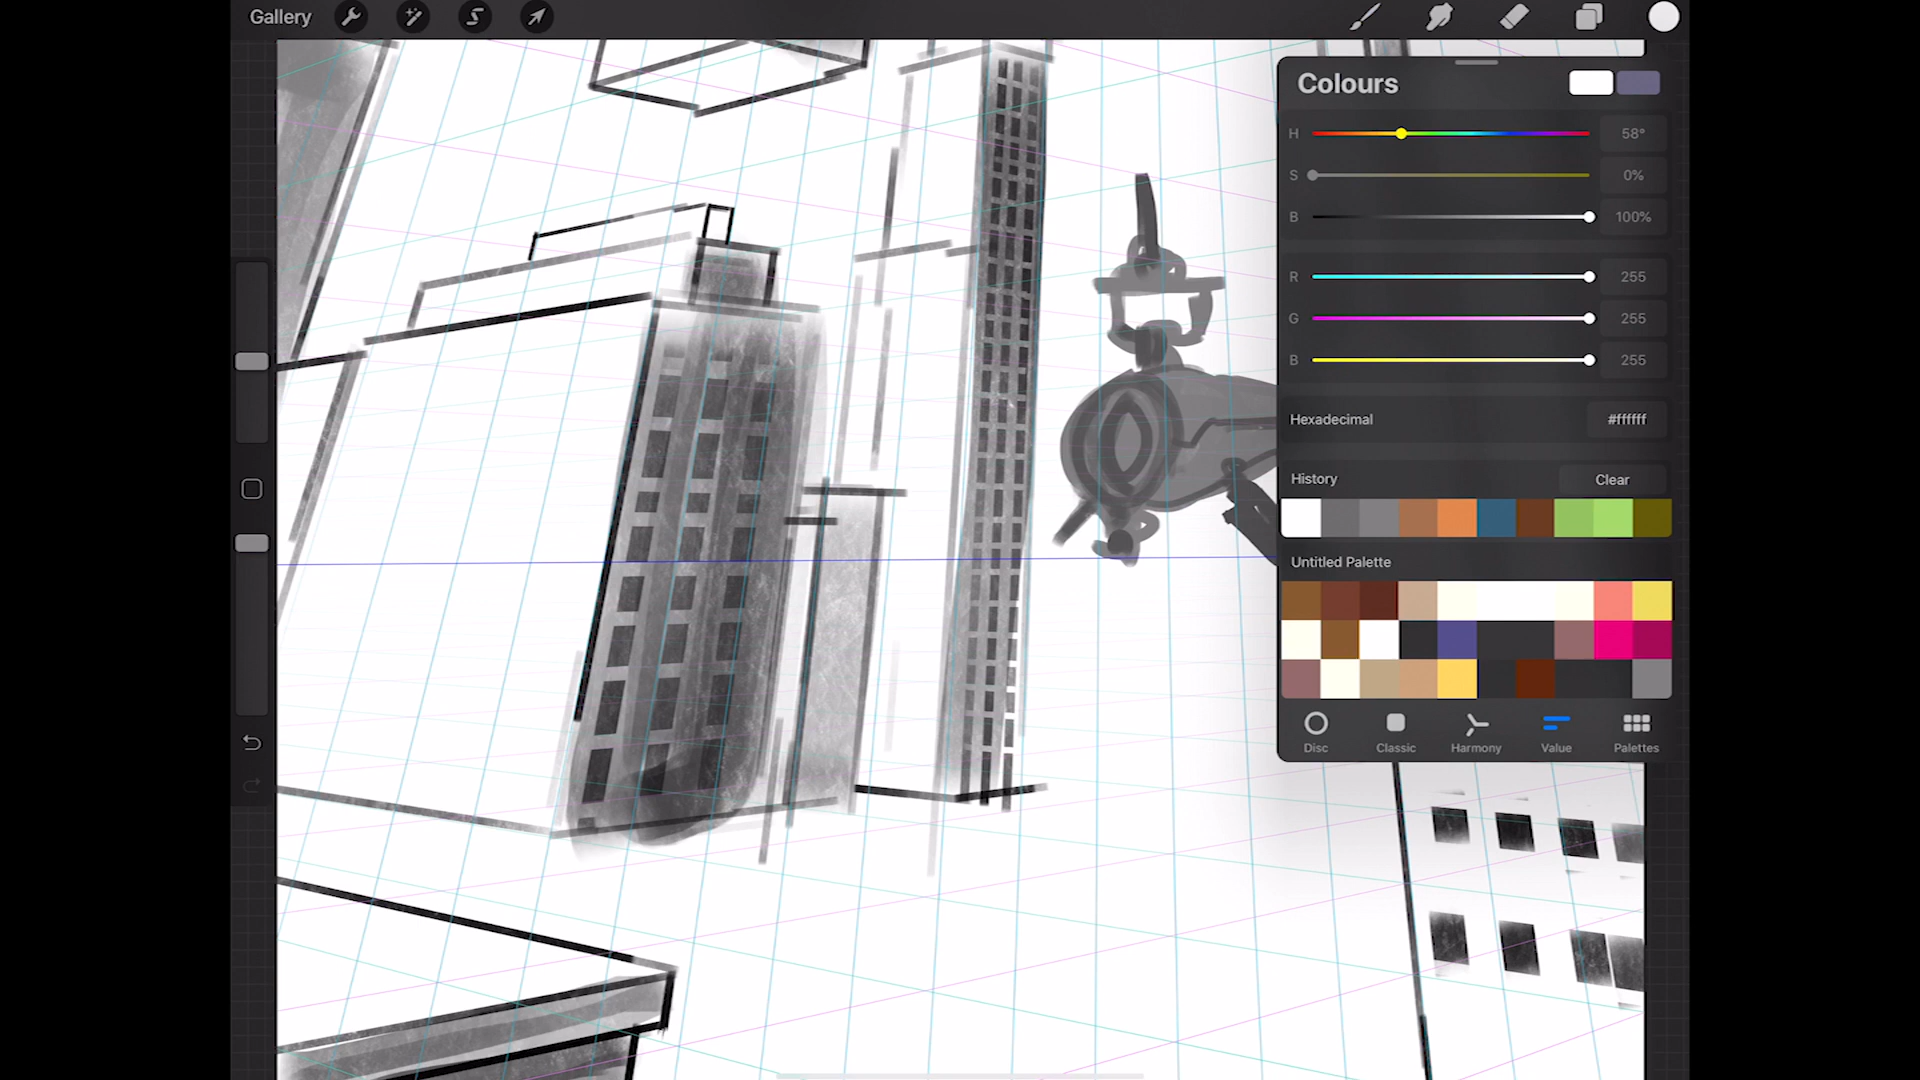 Gallery
Colours
H 58°
S 0%
B 100%
R 255
G 255
B 255
Hexadecimal #ffffff
History Clear
Untitled Palette
Disc Classic Harmony Value Palettes